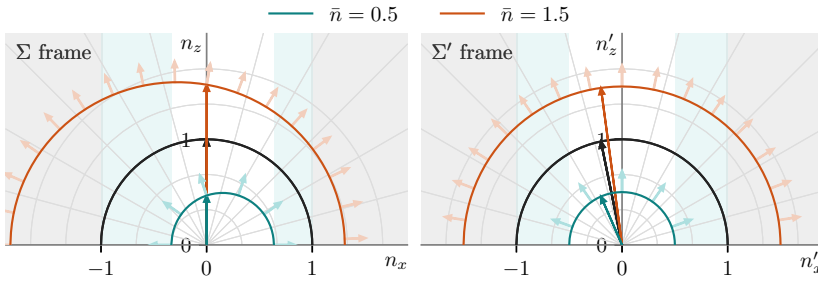 n̄ = 0.5 n̄ = 1.5
Σ frame n_z
1
0
−1 0 1 n_x
Σ′ frame n′_z
1
0
−1 0 1 n′_x